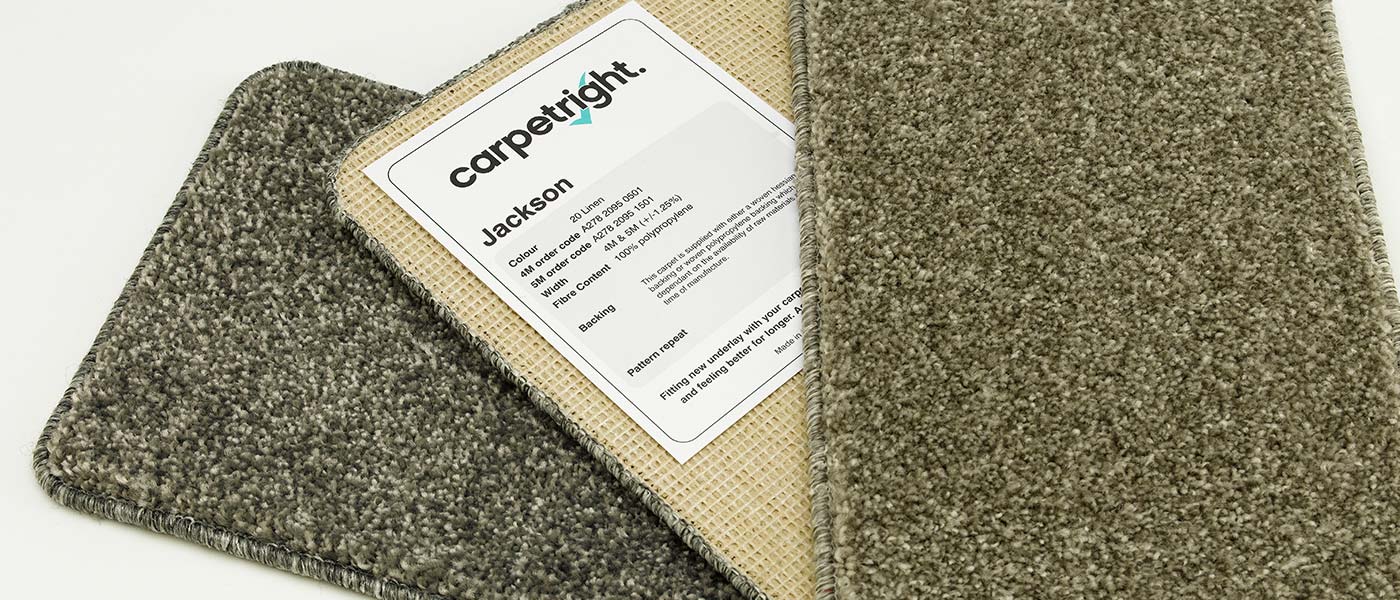 carpetright.
Jackson
Colour 20 Linen
4M order code A278 2095 0501
5M order code A278 2095 1501
Width 4M & 5M (+/-1.25%)
Fibre Content 100% polypropylene
Backing This carpet is supplied with either a woven hessian
backing or woven polypropylene backing which
dependant on the availability of raw materials
time of manufacture.
Pattern repeat
Fitting new underlay with your
and feeling better for longer.
Made in